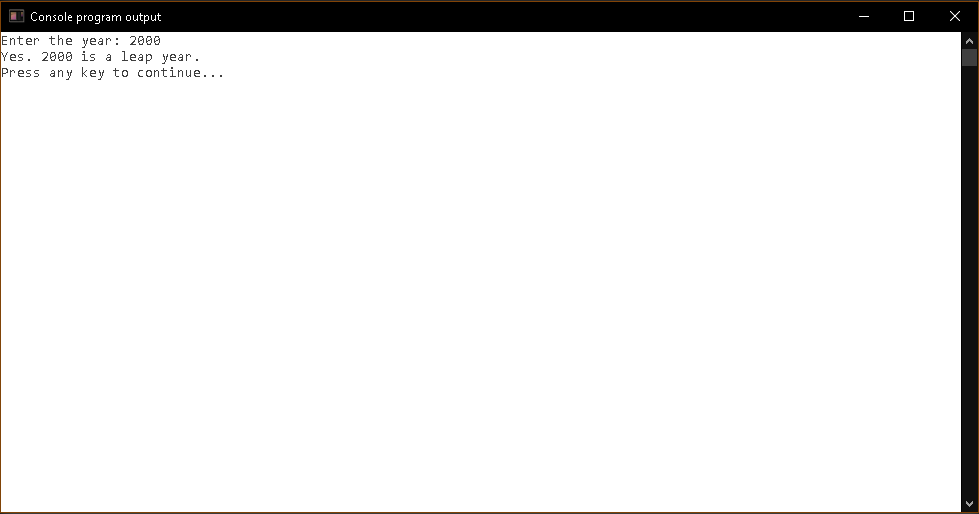 Console program output
Enter the year: 2000
Yes. 2000 is a leap year.
Press any key to continue...